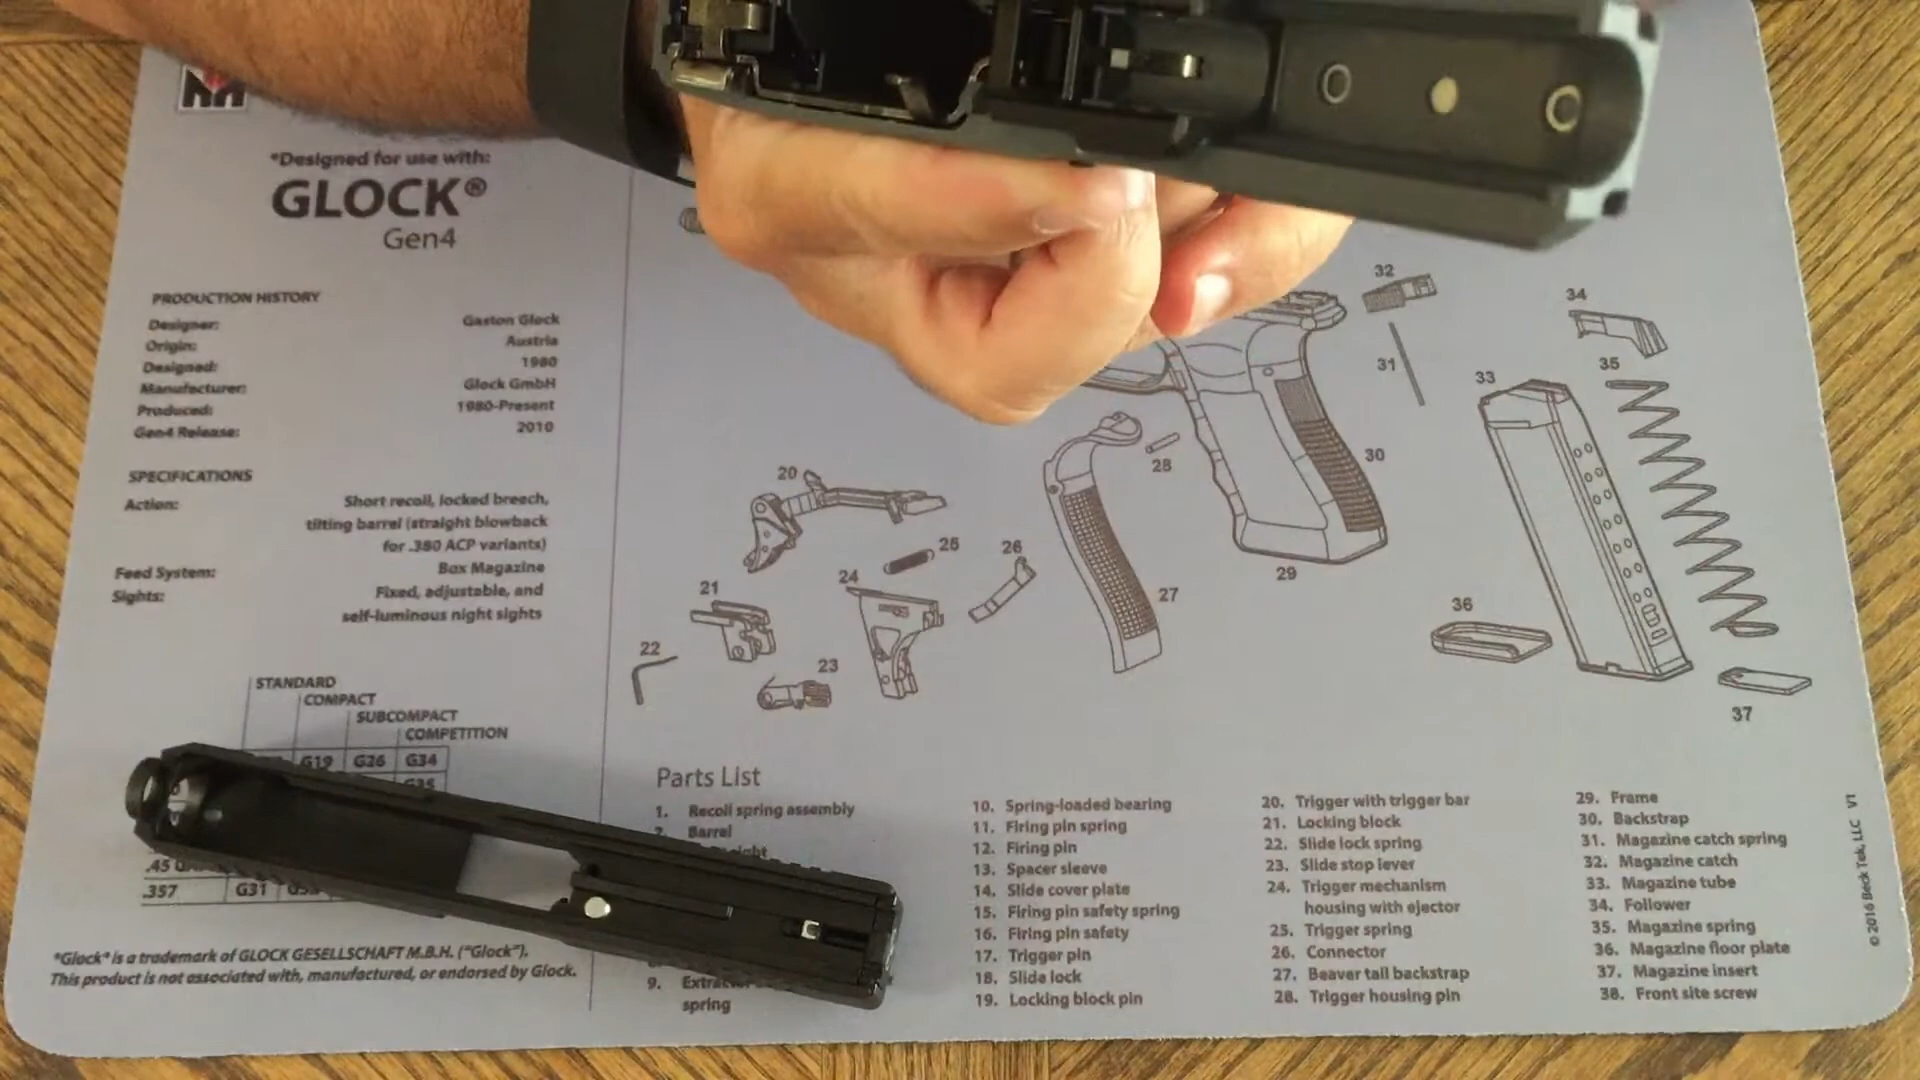 *Designed for use with:
GLOCK®
Gen4
PRODUCTION HISTORY
Designer: Gaston Glock
Origin: Austria
Designed: 1980
Manufacturer: Glock GmbH
Produced: 1980-Present
Gen4 Release: 2010
SPECIFICATIONS
Action: Short recoil, locked breech,
tilting barrel (straight blowback
for .380 ACP variants)
Feed System: Box Magazine
Sights: Fixed, adjustable, and
self-luminous night sights
STANDARD
COMPACT
SUBCOMPACT
COMPETITION
G19 G26 G34
G35
.45
.357 G31
*Glock® is a trademark of GLOCK GESELLSCHAFT M.B.H. ("Glock").
This product is not associated with, manufactured, or endorsed by Glock.
32
34
31
35
33
28
30
20
25
26
29
27
24
21
36
22
23
37
Parts List
1. Recoil spring assembly
2. Barrel
9.
spring
10. Spring-loaded bearing
11. Firing pin spring
12. Firing pin
13. Spacer sleeve
14. Slide cover plate
15. Firing pin safety spring
16. Firing pin safety
17. Trigger pin
18. Slide lock
19. Locking block pin
20. Trigger with trigger bar
21. Locking block
22. Slide lock spring
23. Slide stop lever
24. Trigger mechanism
housing with ejector
25. Trigger spring
26. Connector
27. Beaver tail backstrap
28. Trigger housing pin
29. Frame
30. Backstrap
31. Magazine catch spring
32. Magazine catch
33. Magazine tube
34. Follower
35. Magazine spring
36. Magazine floor plate
37. Magazine insert
38. Front site screw
© 2016 Beck Tek, LLC V1